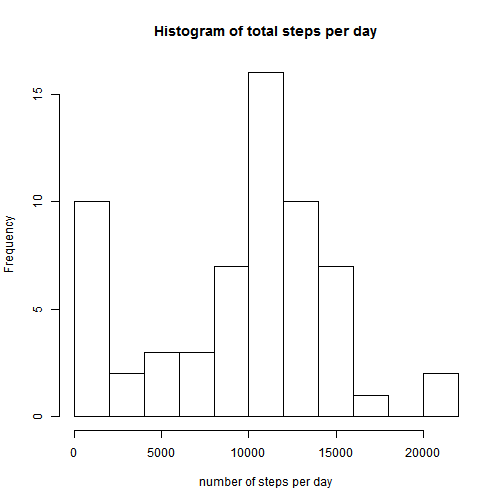 Histogram of total steps per day
Frequency
15
10
5
0
0 5000 10000 15000 20000
number of steps per day